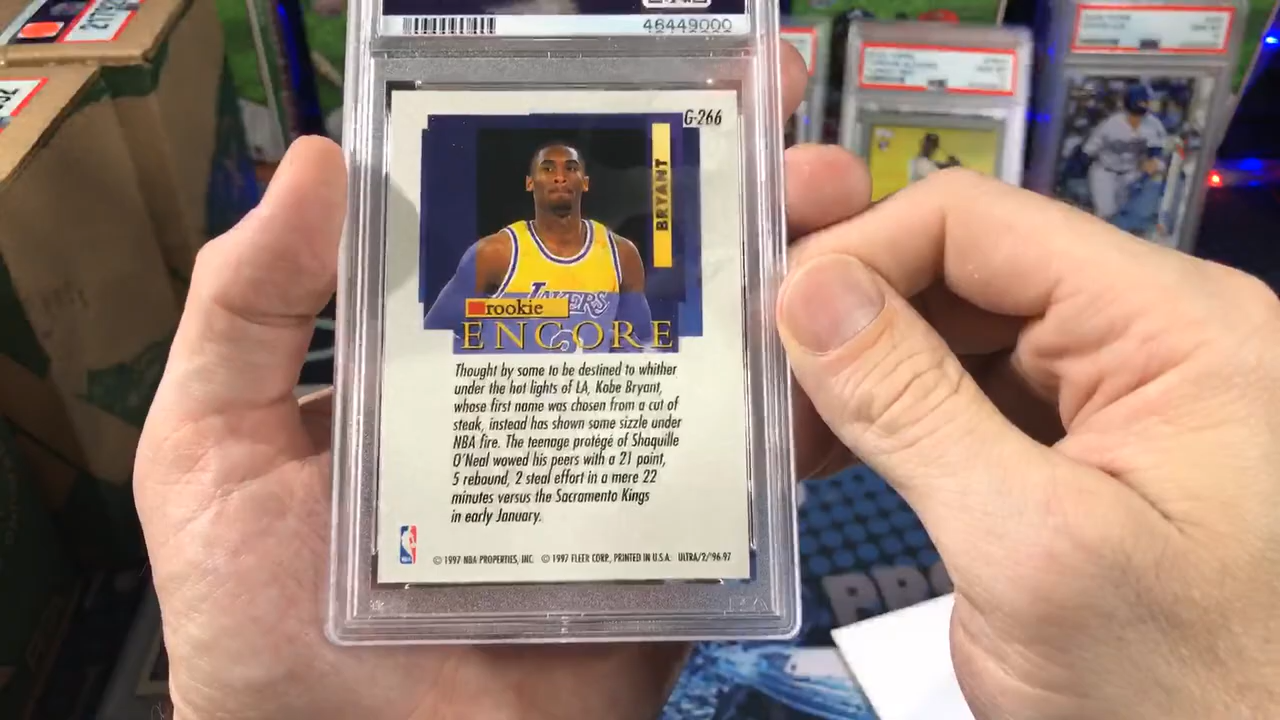 46449000
G-266
BRYANT
LAKERS
rookie
ENCORE
Thought by some to be destined to whither
under the hot lights of LA, Kobe Bryant,
whose first name was chosen from a cut of
steak, instead has shown some sizzle under
NBA fire. The teenage protégé of Shaquille
O'Neal wowed his peers with a 21 point,
5 rebound, 2 steal effort in a mere 22
minutes versus the Sacramento Kings
in early January.
© 1997 NBA PROPERTIES, INC. © 1997 FLEER CORP., PRINTED IN U.S.A. ULTRA/2/'96-97